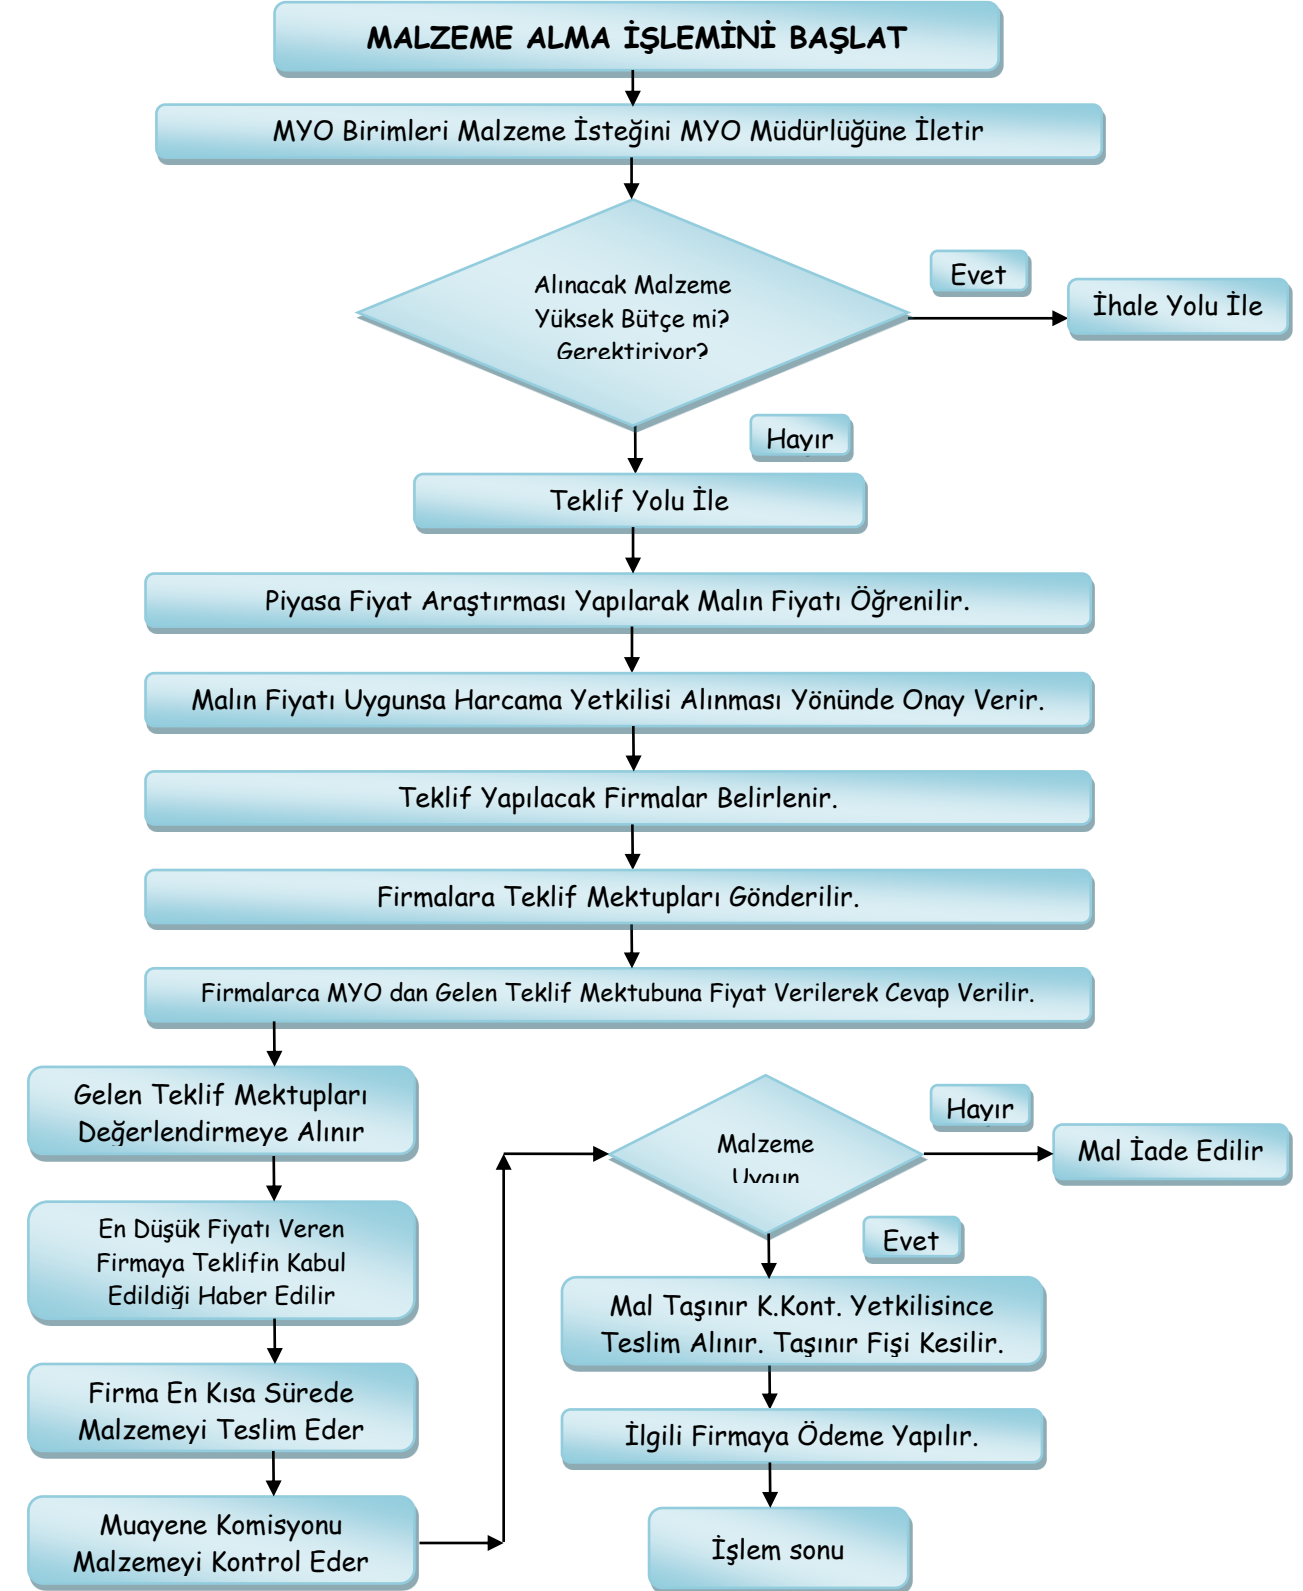 MALZEME ALMA İŞLEMİNİ BAŞLAT
MYO Birimleri Malzeme İsteğini MYO Müdürlüğüne İletir
Alınacak Malzeme
Yüksek Bütçe mi?
Gerektiriyor?
Evet
İhale Yolu İle
Hayır
Teklif Yolu İle
Piyasa Fiyat Araştırması Yapılarak Malın Fiyatı Öğrenilir.
Malın Fiyatı Uygunsa Harcama Yetkilisi Alınması Yönünde Onay Verir.
Teklif Yapılacak Firmalar Belirlenir.
Firmalara Teklif Mektupları Gönderilir.
Firmalarca MYO dan Gelen Teklif Mektubuna Fiyat Verilerek Cevap Verilir.
Gelen Teklif Mektupları
Değerlendirmeye Alınır
En Düşük Fiyatı Veren
Firmaya Teklifin Kabul
Edildiği Haber Edilir
Firma En Kısa Sürede
Malzemeyi Teslim Eder
Muayene Komisyonu
Malzemeyi Kontrol Eder
Malzeme
Uygun
Hayır
Mal İade Edilir
Evet
Mal Taşınır K.Kont. Yetkilisince
Teslim Alınır. Taşınır Fişi Kesilir.
İlgili Firmaya Ödeme Yapılır.
İşlem sonu